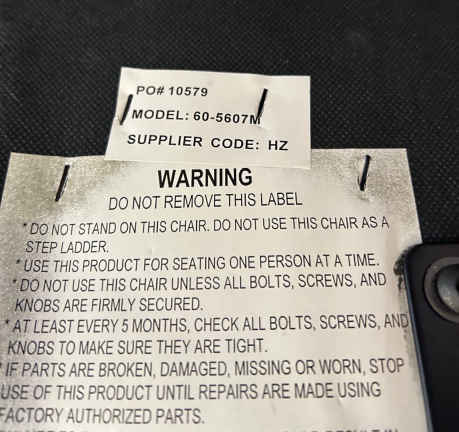 PO# 10579
MODEL: 60-5607M
SUPPLIER CODE: HZ
WARNING
DO NOT REMOVE THIS LABEL
* DO NOT STAND ON THIS CHAIR. DO NOT USE THIS CHAIR AS A
STEP LADDER.
* USE THIS PRODUCT FOR SEATING ONE PERSON AT A TIME.
* DO NOT USE THIS CHAIR UNLESS ALL BOLTS, SCREWS, AND
KNOBS ARE FIRMLY SECURED.
* AT LEAST EVERY 5 MONTHS, CHECK ALL BOLTS, SCREWS, AND
KNOBS TO MAKE SURE THEY ARE TIGHT.
* IF PARTS ARE BROKEN, DAMAGED, MISSING OR WORN, STOP
USE OF THIS PRODUCT UNTIL REPAIRS ARE MADE USING
FACTORY AUTHORIZED PARTS.